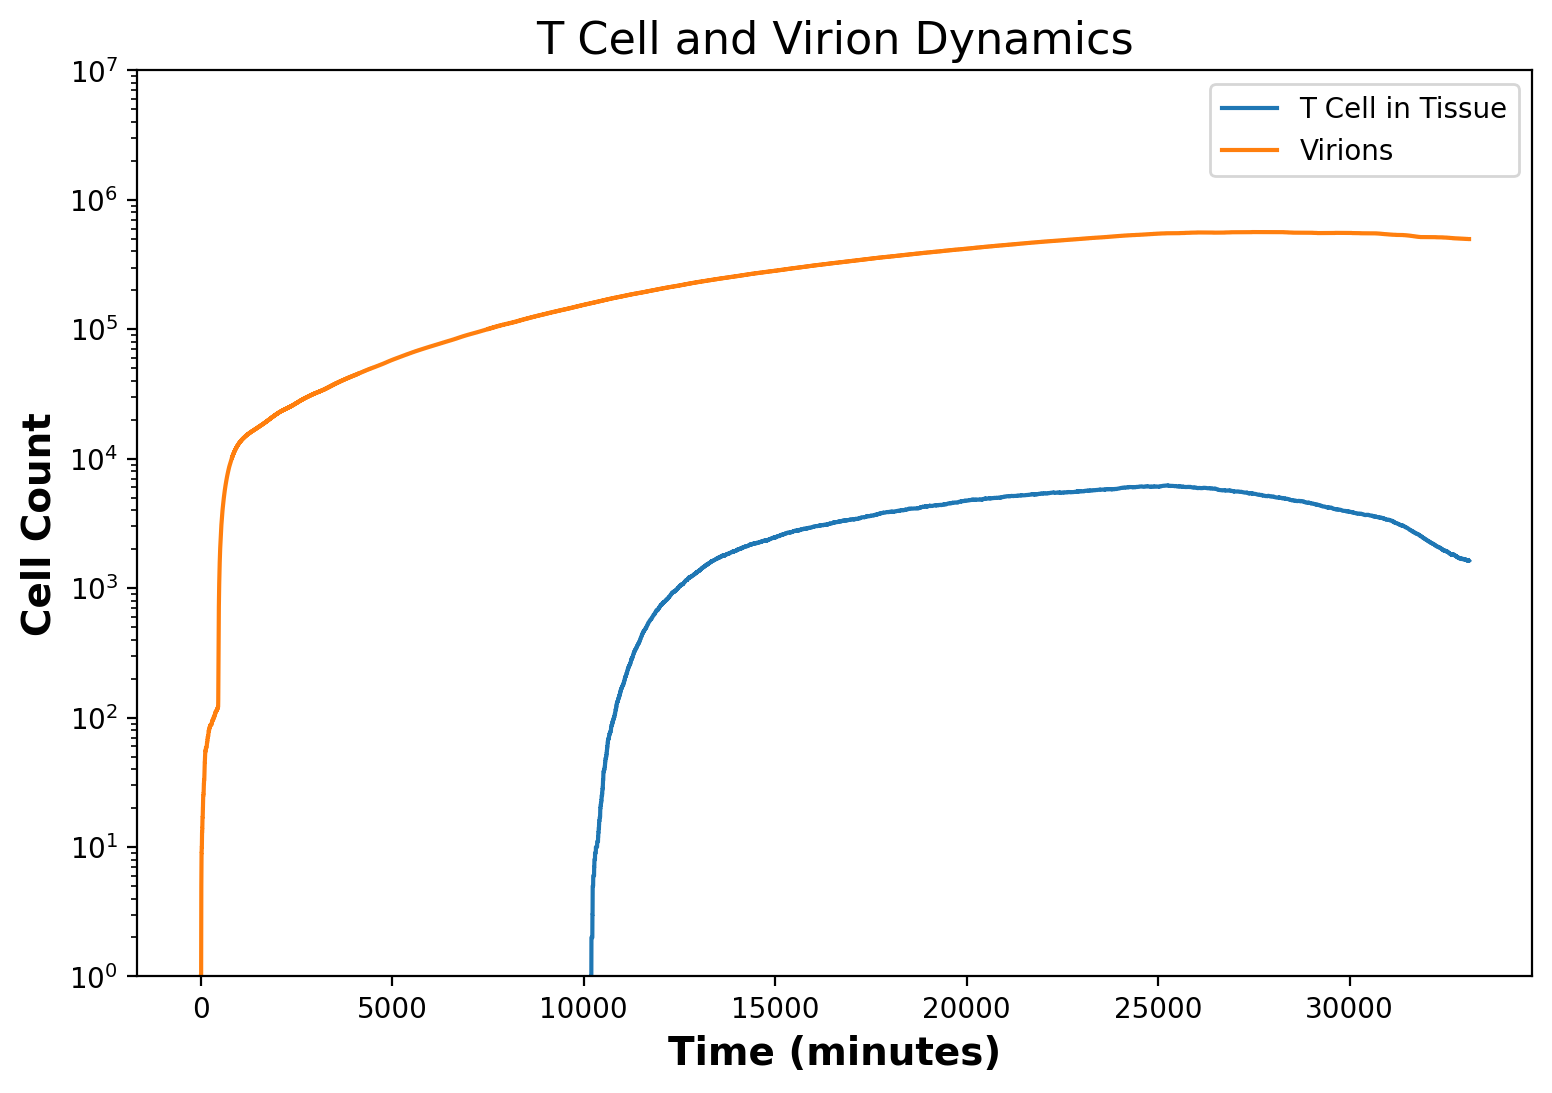 T Cell and Virion Dynamics
T Cell in Tissue
Virions
Cell Count
10⁷
10⁶
10⁵
10⁴
10³
10²
10¹
10⁰
0 5000 10000 15000 20000 25000 30000
Time (minutes)